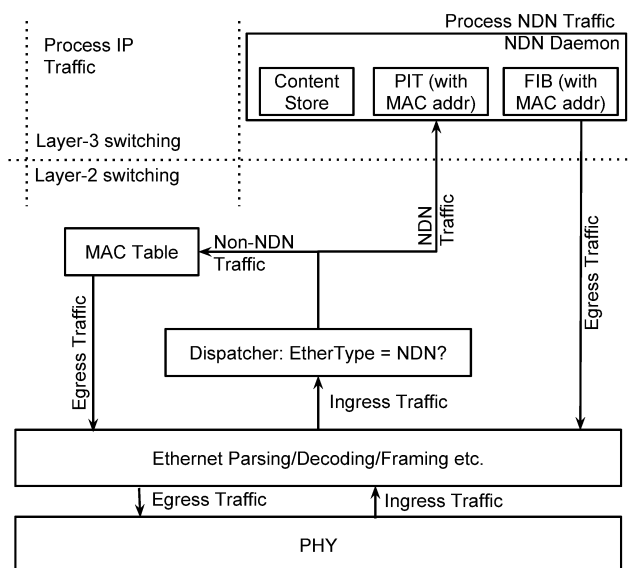 Process NDN Traffic
Process IP
Traffic
NDN Daemon
Content
Store
PIT (with
MAC addr)
FIB (with
MAC addr)
Layer-3 switching
Layer-2 switching
MAC Table
Non-NDN
Traffic
NDN
Traffic
Egress Traffic
Egress Traffic
Dispatcher: EtherType = NDN?
Ingress Traffic
Ethernet Parsing/Decoding/Framing etc.
Egress Traffic
Ingress Traffic
PHY